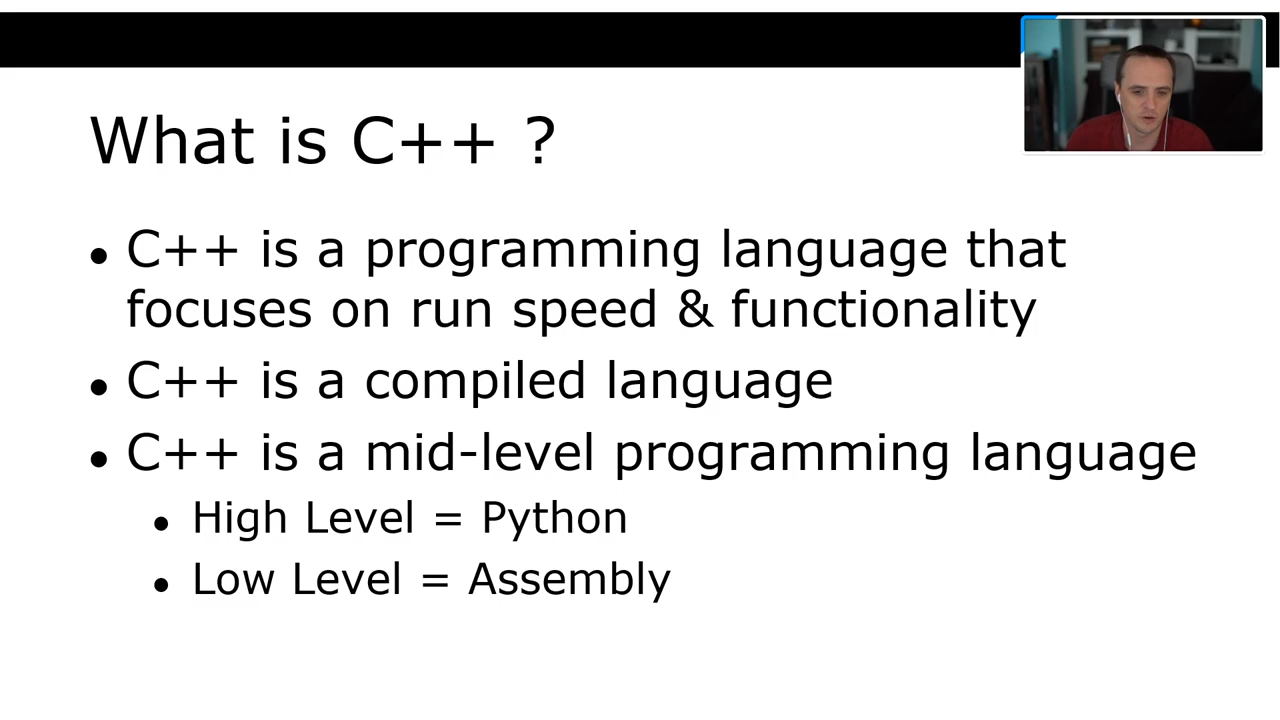 What is C++ ?
C++ is a programming language that
focuses on run speed & functionality
C++ is a compiled language
C++ is a mid-level programming language
High Level = Python
Low Level = Assembly